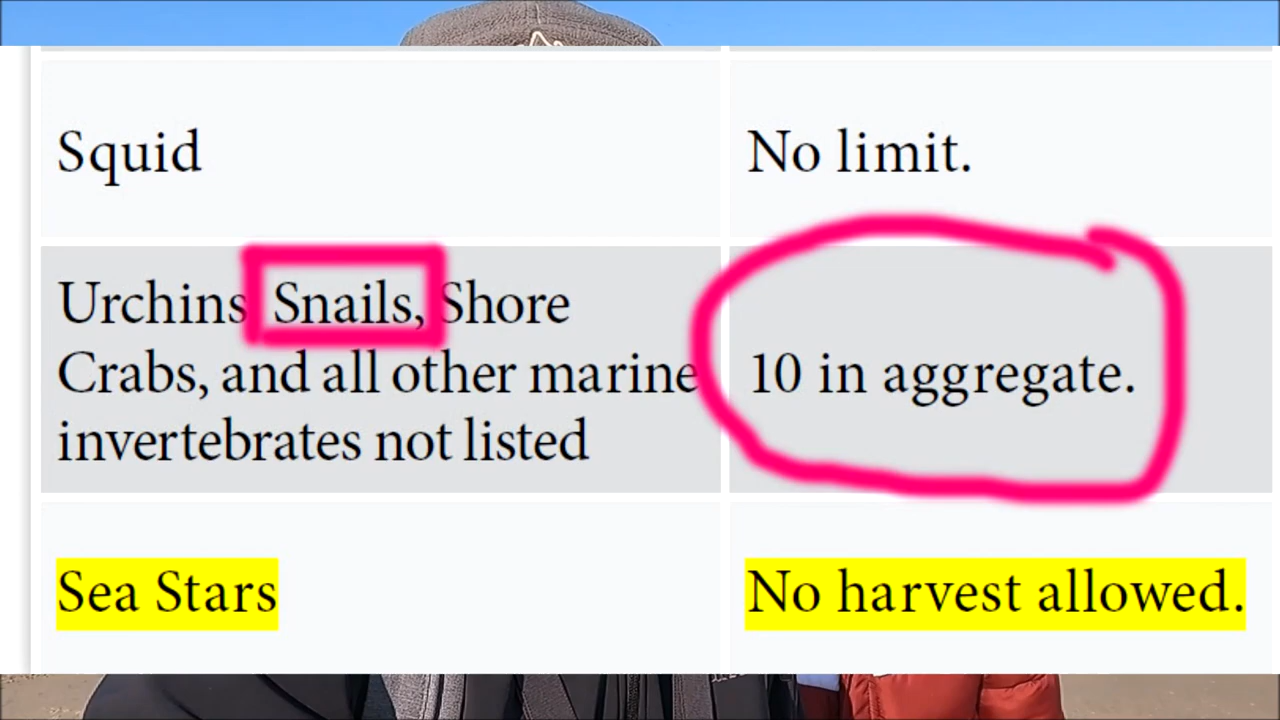 Squid
No limit.
Urchins, Snails, Shore
Crabs, and all other marine
invertebrates not listed
10 in aggregate.
Sea Stars
No harvest allowed.